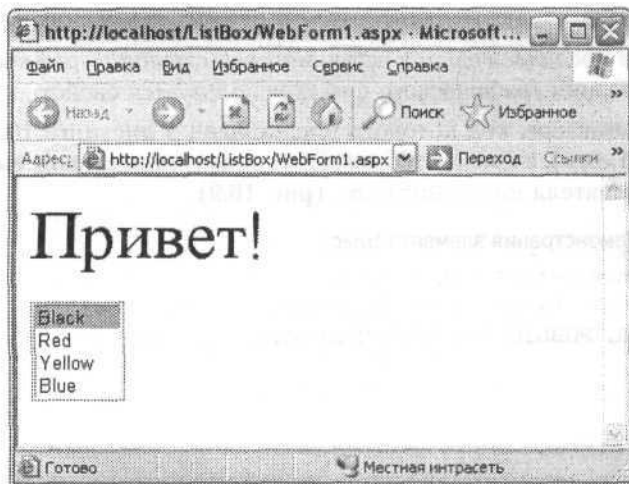 http://localhost/ListBox/WebForm1.aspx - Microsoft...
Файл Правка Вид Избранное Сервис Справка »
Назад Поиск Избранное »
Адрес: http://localhost/ListBox/WebForm1.aspx Переход Ссылки »
Привет!
Black
Red
Yellow
Blue
Готово Местная интрасеть